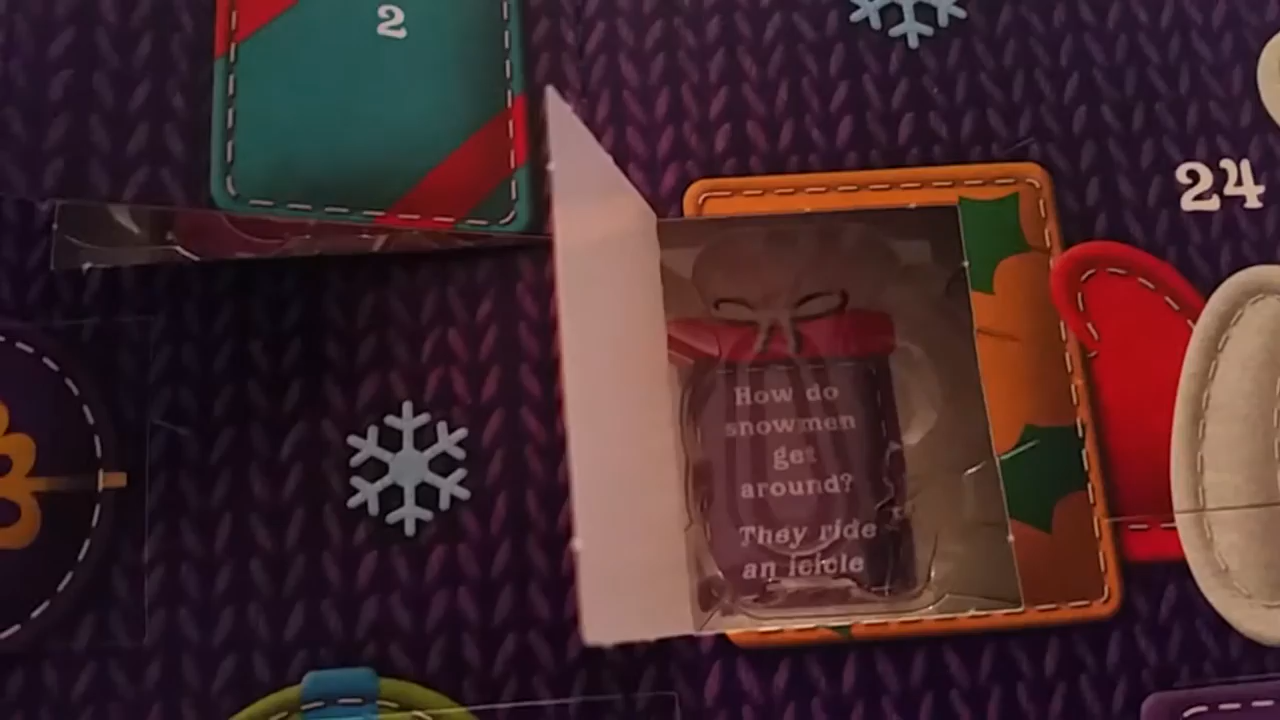 2
24
How do
snowmen
get
around?
They ride
an icicle